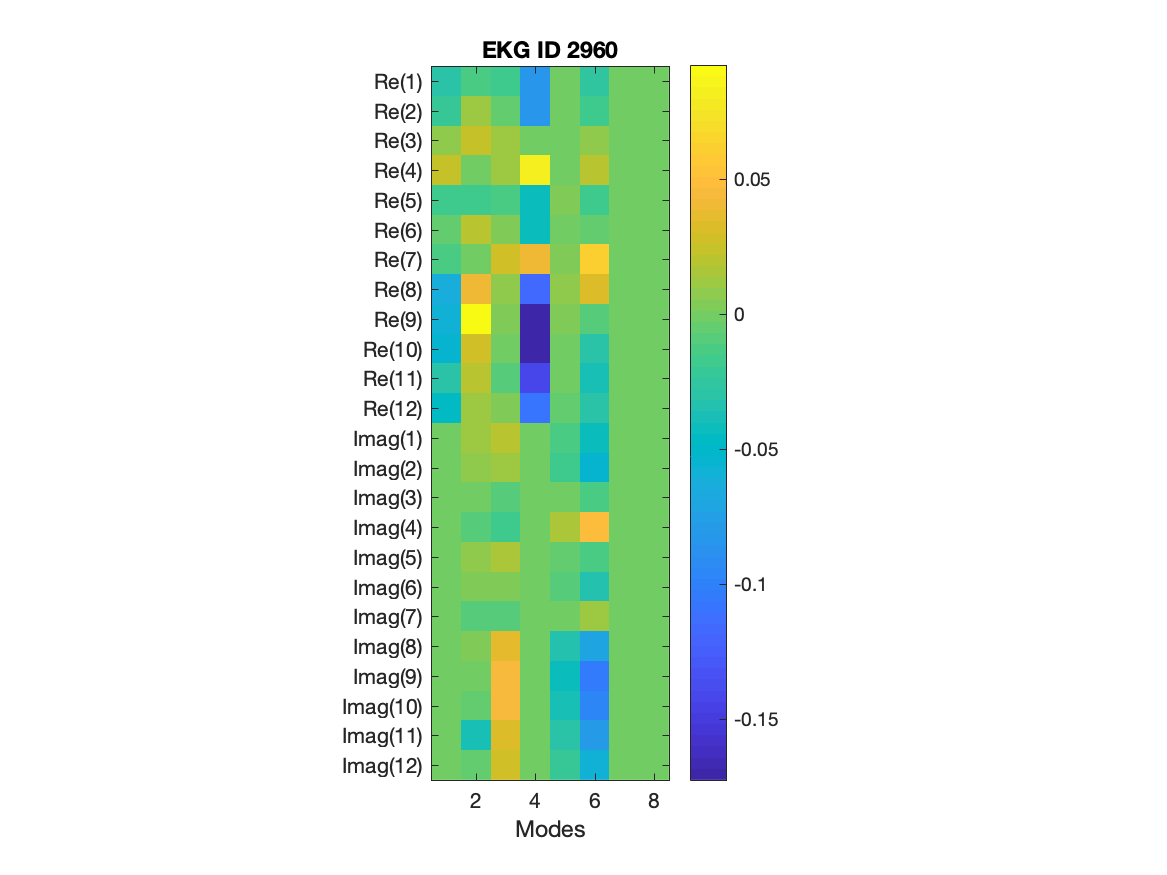 EKG ID 2960
Re(1)
Re(2)
Re(3)
Re(4)
Re(5)
Re(6)
Re(7)
Re(8)
Re(9)
Re(10)
Re(11)
Re(12)
Imag(1)
Imag(2)
Imag(3)
Imag(4)
Imag(5)
Imag(6)
Imag(7)
Imag(8)
Imag(9)
Imag(10)
Imag(11)
Imag(12)
2 4 6 8
Modes
0.05
0
-0.05
-0.1
-0.15